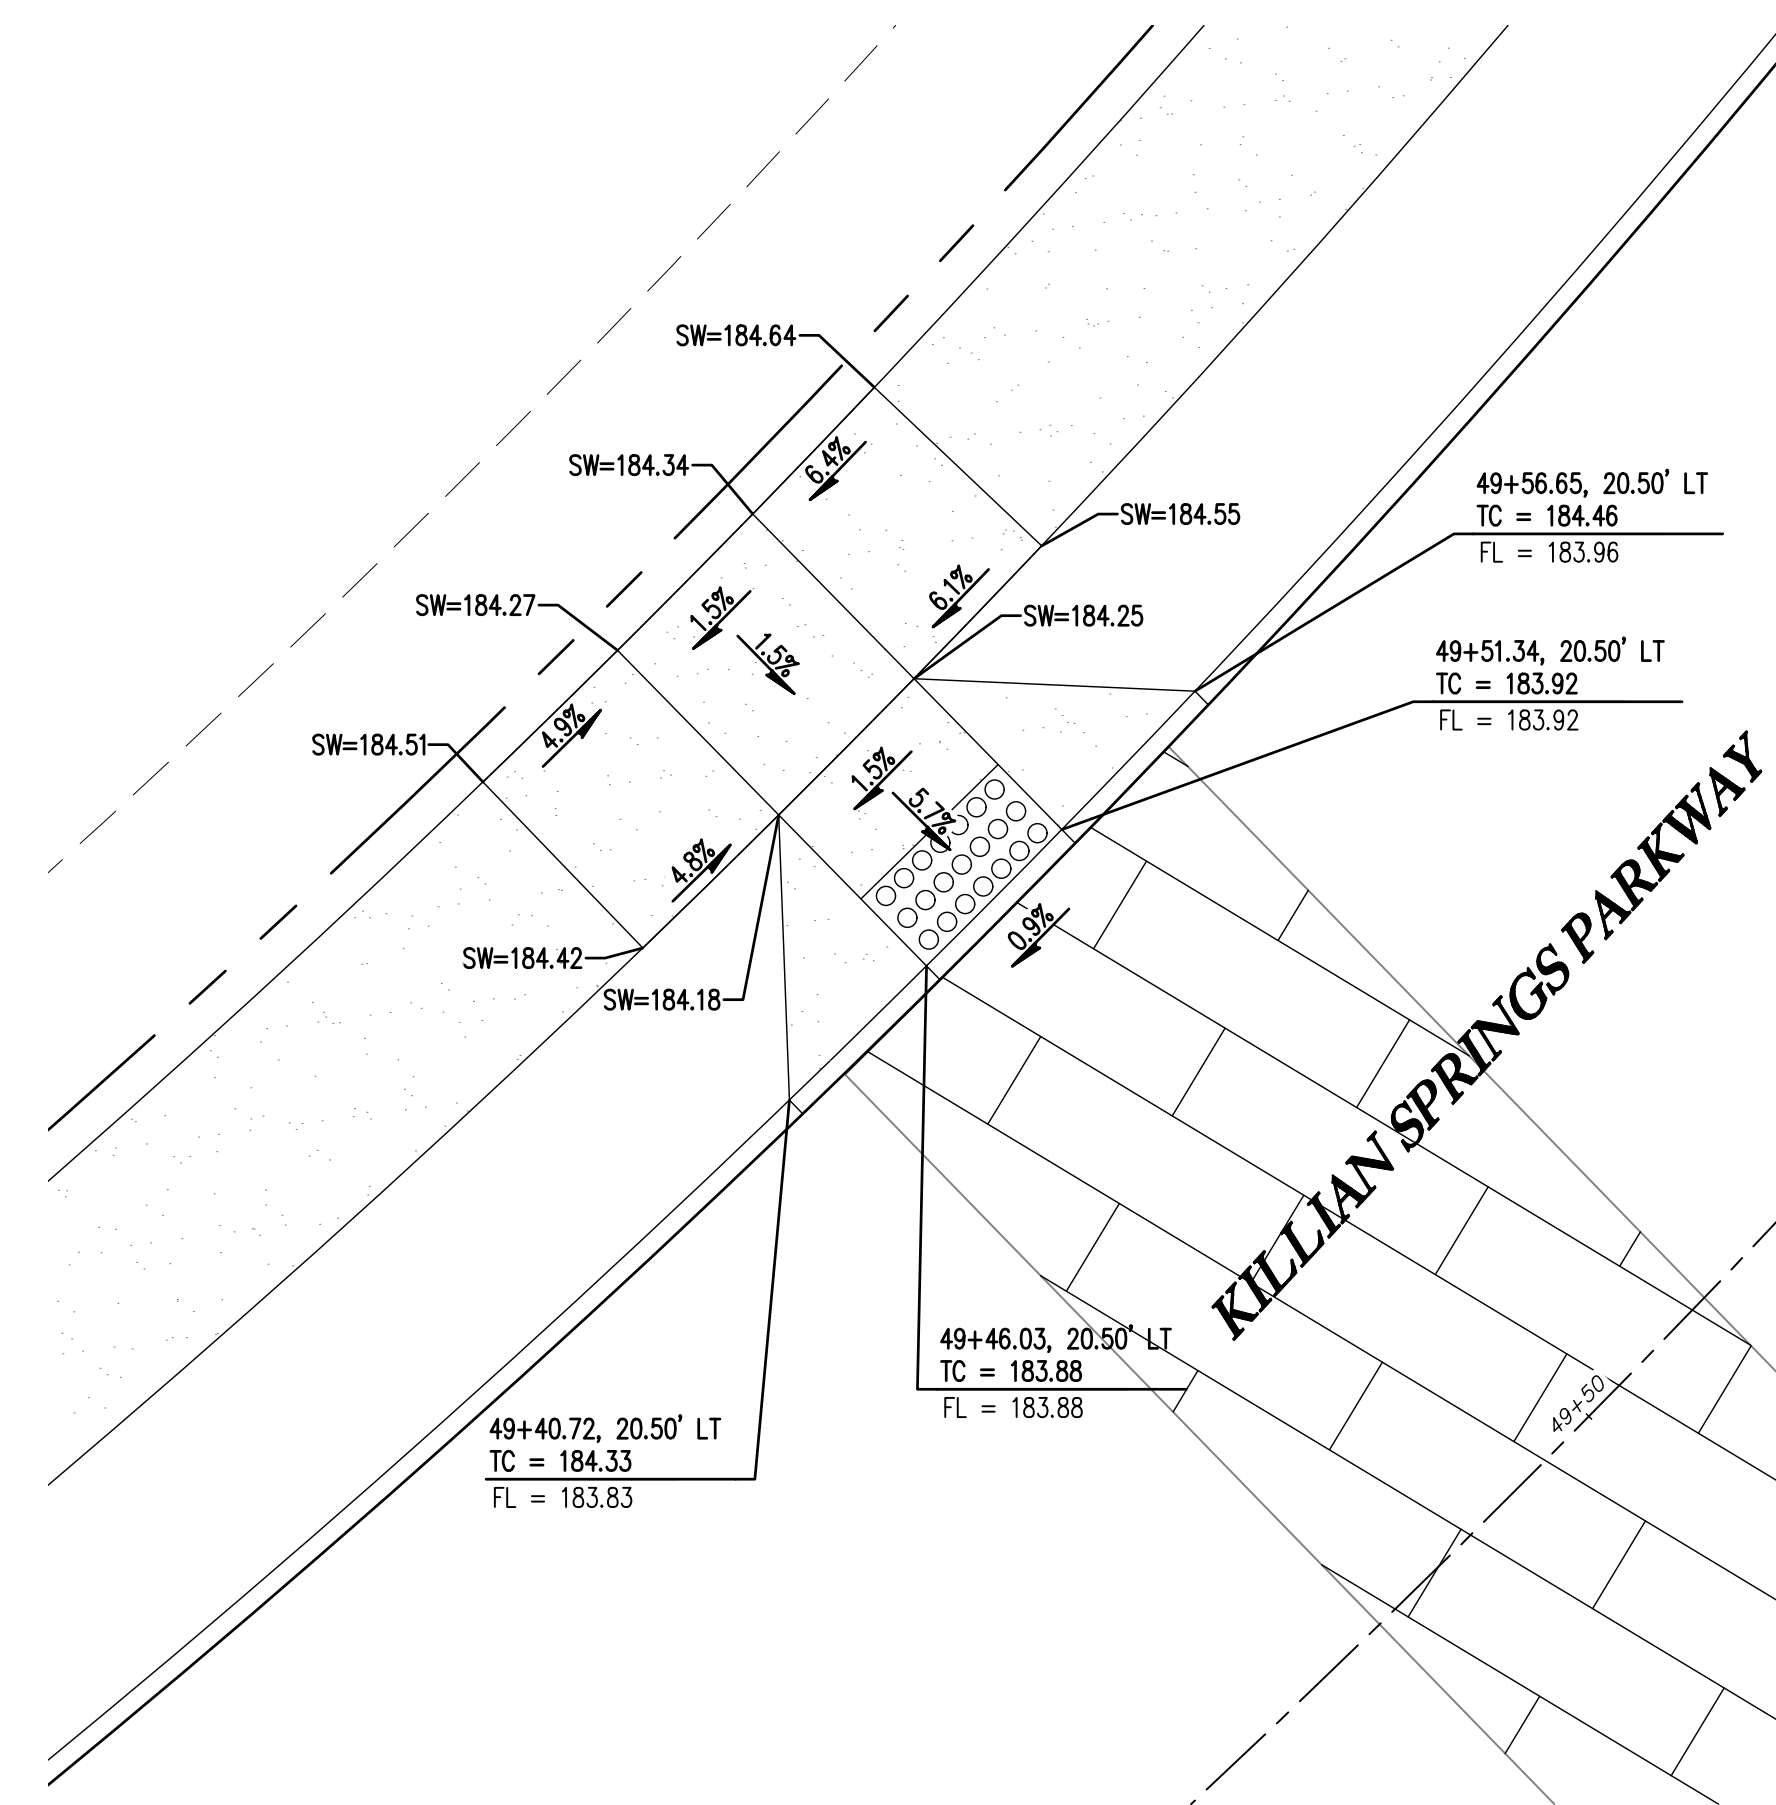 SW=184.64
SW=184.34
6.4%
SW=184.55
49+56.65, 20.50' LT
TC = 184.46
FL = 183.96
SW=184.27
1.5%
1.5%
6.1%
SW=184.25
49+51.34, 20.50' LT
TC = 183.92
FL = 183.92
SW=184.51
4.9%
1.5%
5.7%
4.8%
0.9%
SW=184.42
SW=184.18
KILLIAN SPRINGS PARKWAY
49+46.03, 20.50' LT
TC = 183.88
FL = 183.88
49+50
49+40.72, 20.50' LT
TC = 184.33
FL = 183.83